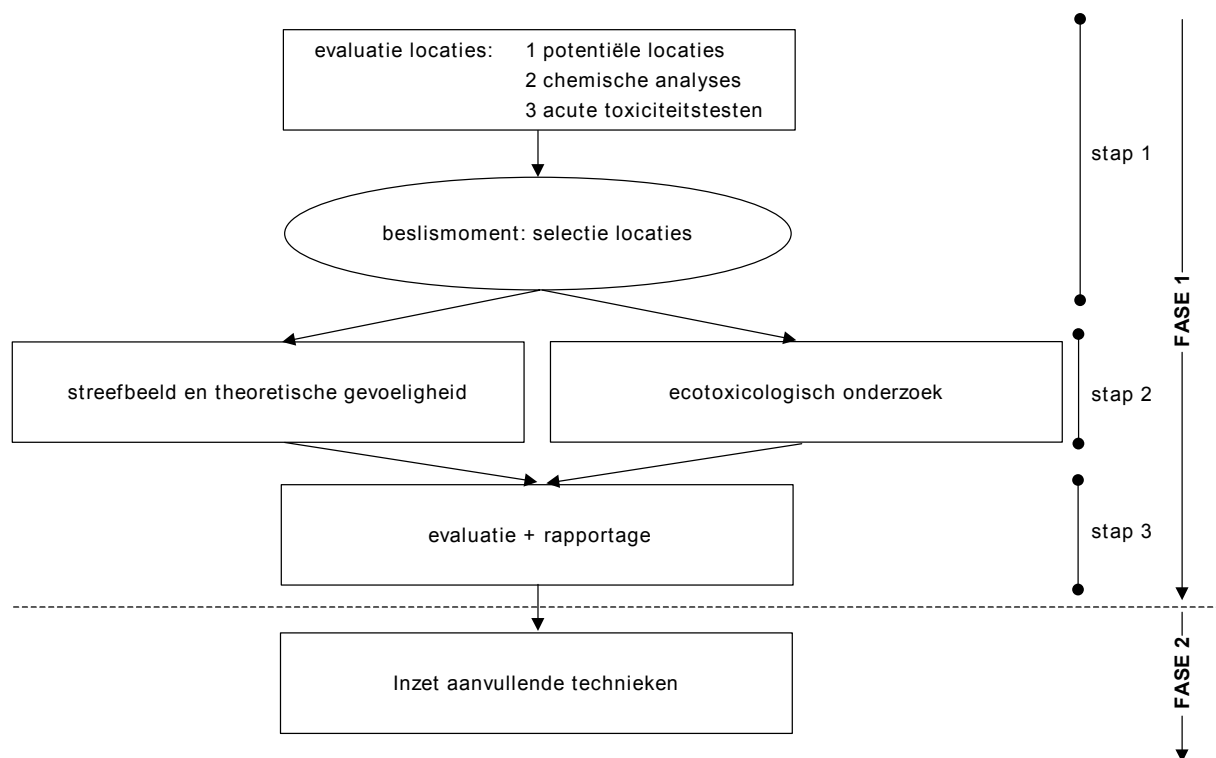 evaluatie locaties: 1 potentiële locaties
2 chemische analyses
3 acute toxiciteitstesten
stap 1
beslismoment: selectie locaties
FASE 1
streefbeeld en theoretische gevoeligheid
ecotoxicologisch onderzoek
stap 2
evaluatie + rapportage
stap 3
Inzet aanvullende technieken
FASE 2